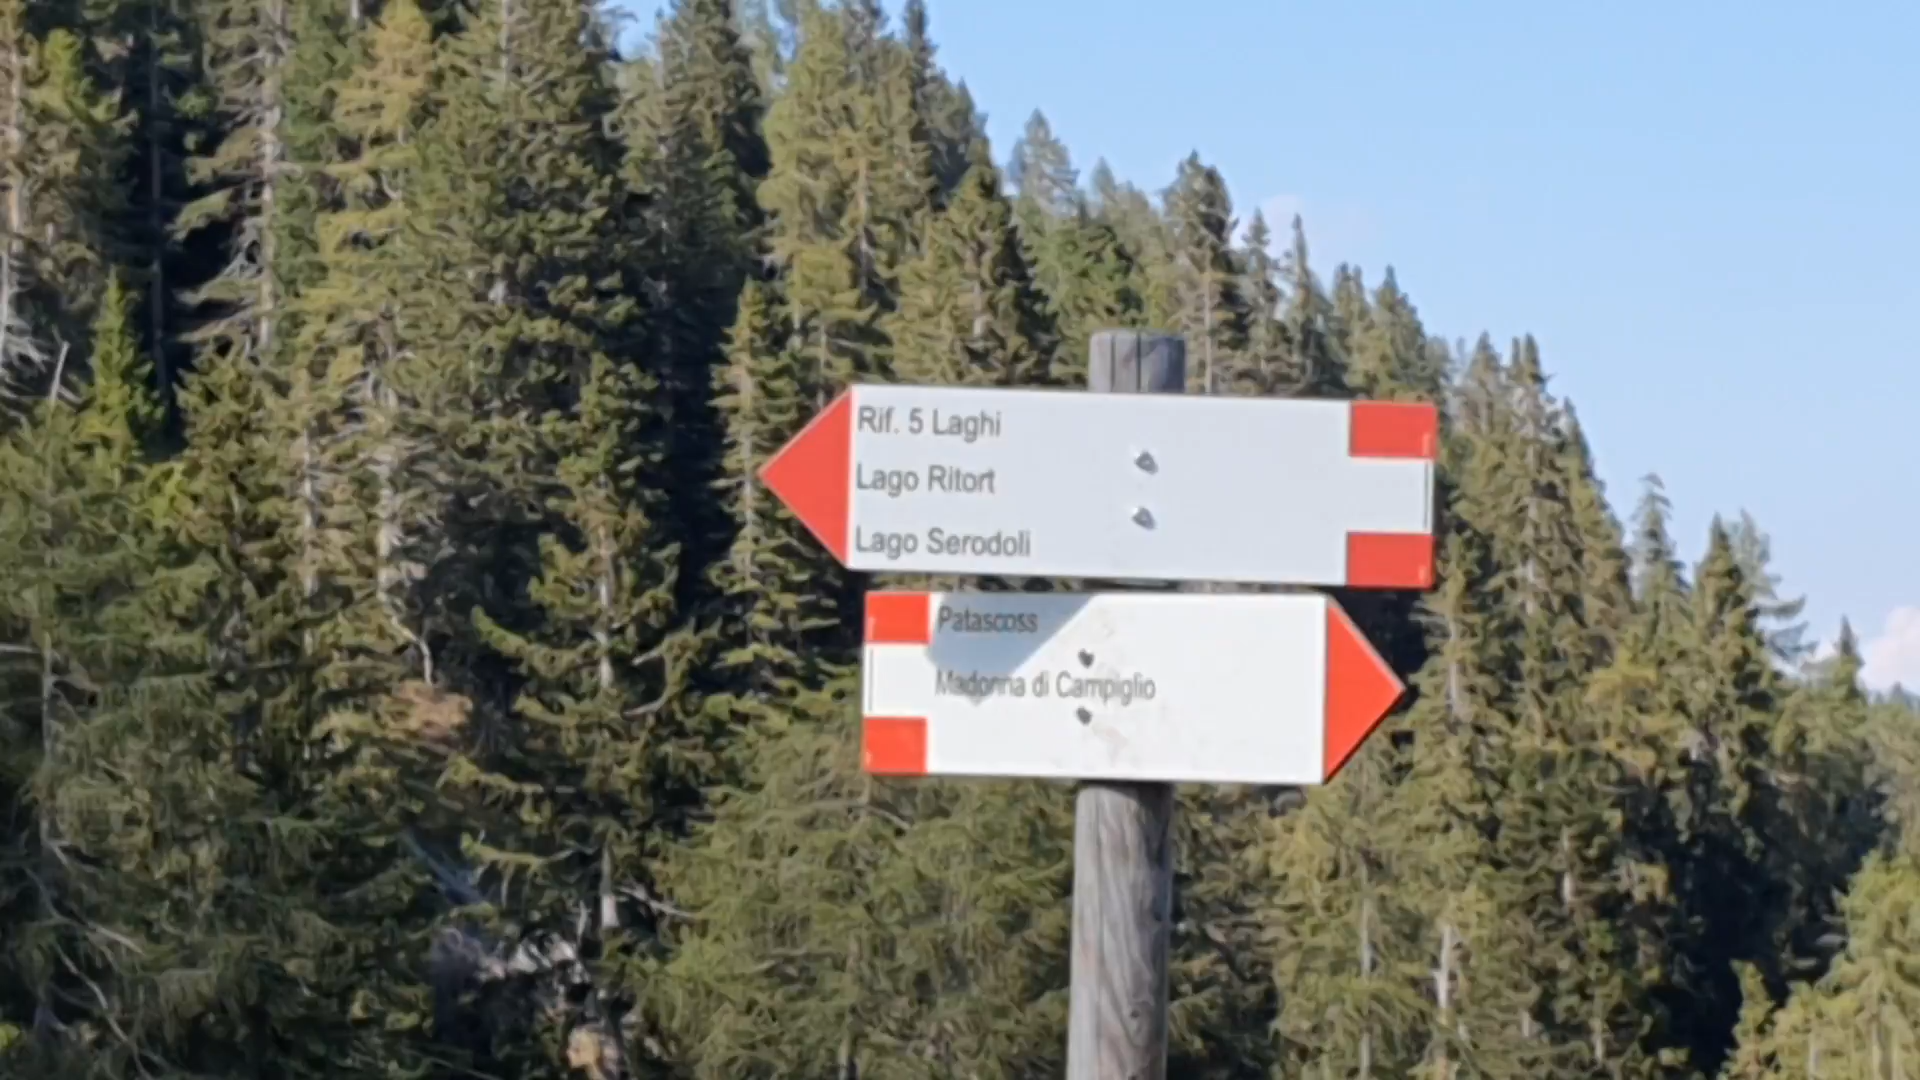 Rif. 5 Laghi
Lago Ritort
Lago Serodoli
Patascoss
Madonna di Campiglio